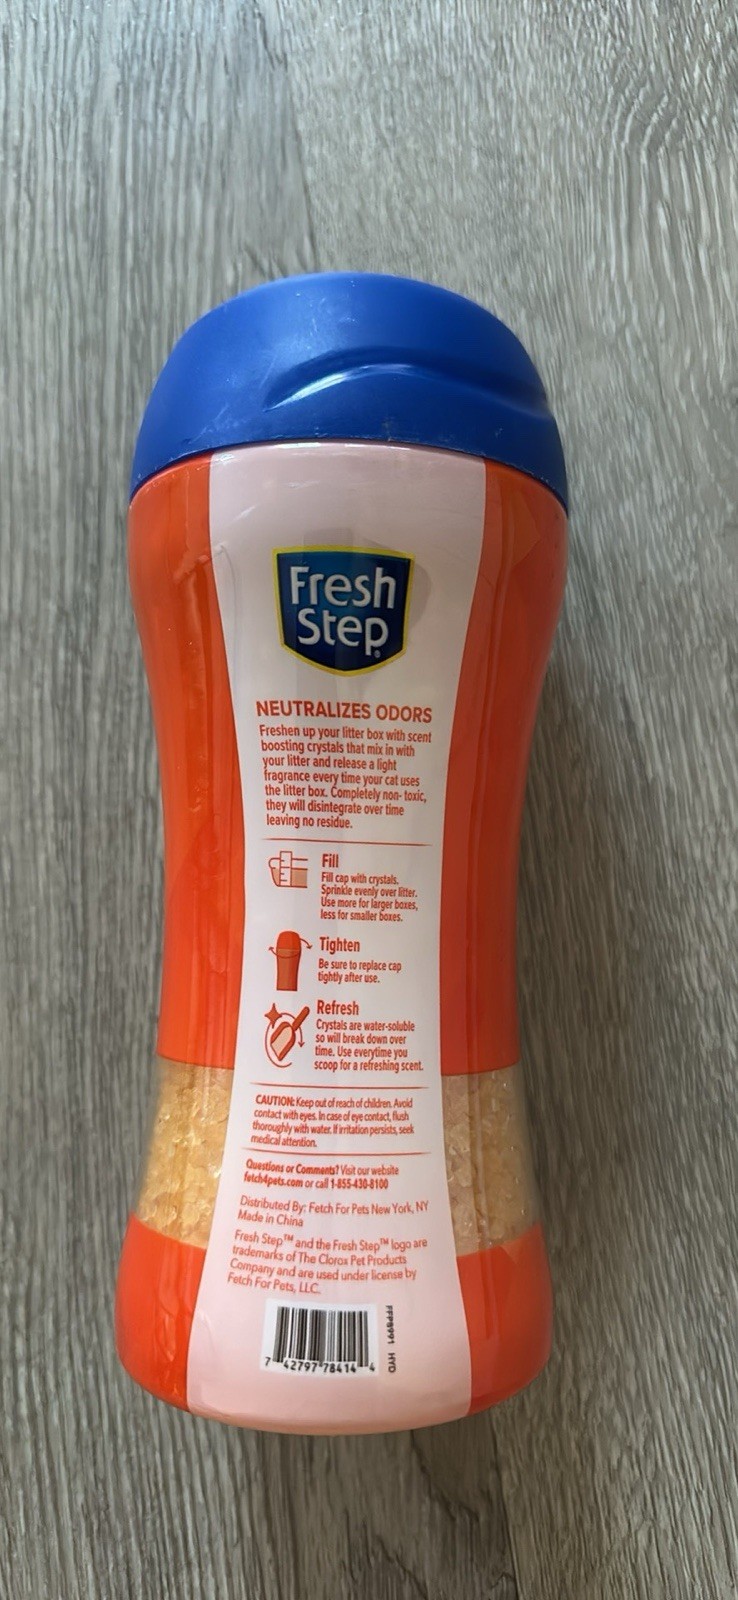 Fresh
Step®
NEUTRALIZES ODORS
Freshen up your litter box with scent
boosting crystals that mix in with
your litter and release a light
fragrance every time your cat uses
the litter box. Completely non- toxic,
they will disintegrate over time
leaving no residue.
Fill
Fill cap with crystals.
Sprinkle evenly over litter.
Use more for larger boxes,
less for smaller boxes.
Tighten
Be sure to replace cap
tightly after use.
Refresh
Crystals are water-soluble
so will break down over
time. Use everytime you
scoop for a refreshing scent.
CAUTION: Keep out of reach of children. Avoid
contact with eyes. In case of eye contact, flush
thoroughly with water. If irritation persists, seek
medical attention.
Questions or Comments? Visit our website
fetch4pets.com or call 1-855-430-8100
Distributed By: Fetch For Pets New York, NY
Made in China
Fresh Step™ and the Fresh Step™ logo are
trademarks of The Clorox Pet Products
Company and are used under license by
Fetch For Pets, LLC.
7 42797 78414 4
HYD